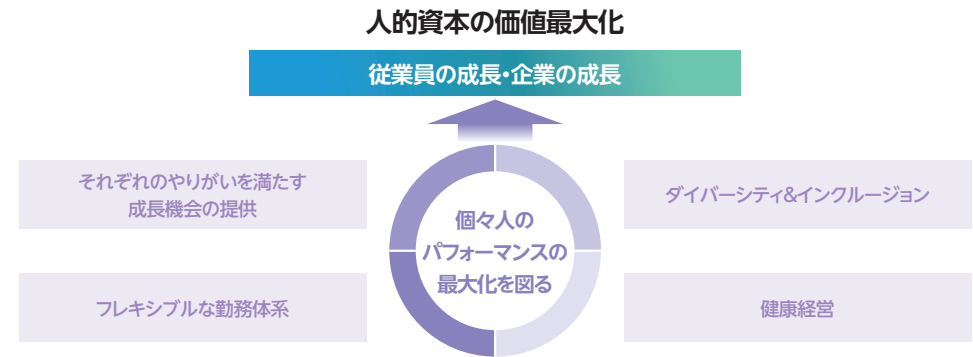 人的資本の価値最大化
従業員の成長・企業の成長
それぞれのやりがいを満たす
成長機会の提供
フレキシブルな勤務体系
個々人の
パフォーマンスの
最大化を図る
ダイバーシティ&インクルージョン
健康経営